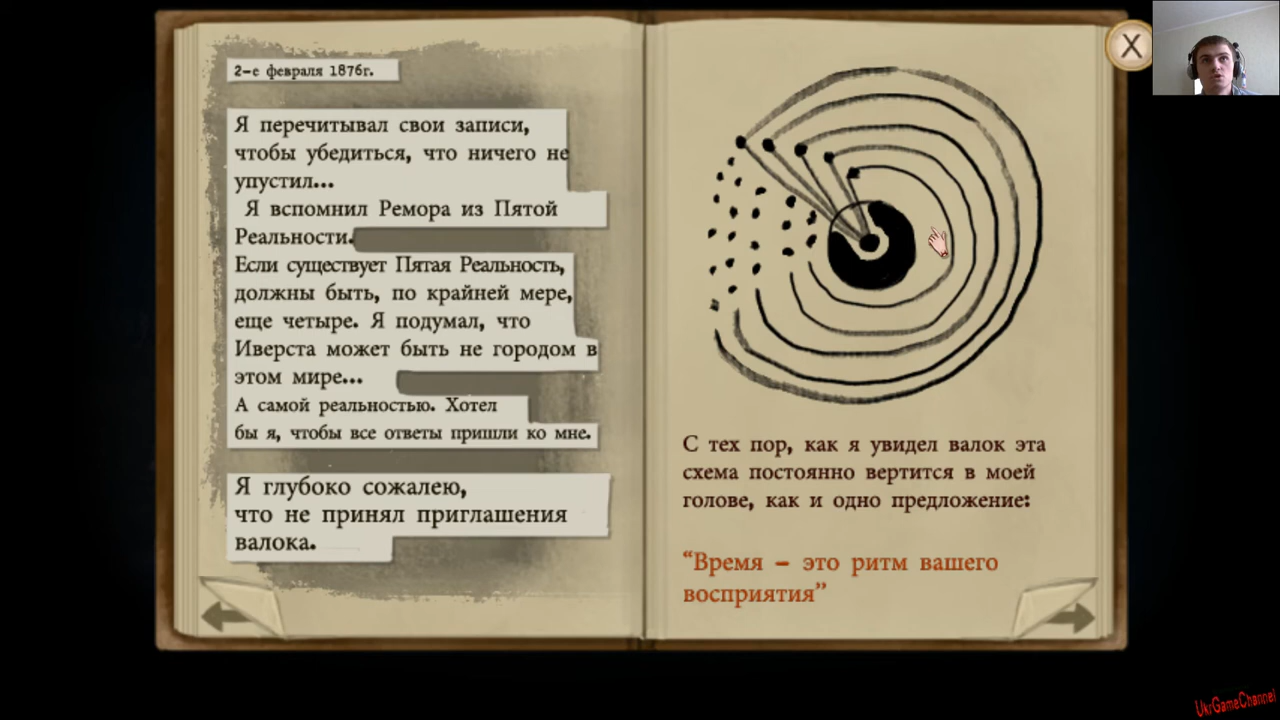 2-е февраля 1876г.
Я перечитывал свои записи,
чтобы убедиться, что ничего не
упустил...
Я вспомнил Ремора из Пятой
Реальности.
Если существует Пятая Реальность,
должны быть, по крайней мере,
еще четыре. Я подумал, что
Иверста может быть не городом в
этом мире...
А самой реальностью. Хотел
бы я, чтобы все ответы пришли ко мне.
Я глубоко сожалею,
что не принял приглашения
валока.
С тех пор, как я увидел валок эта
схема постоянно вертится в моей
голове, как и одно предложение:
“Время – это ритм вашего
восприятия”
X
UkrGameChannel